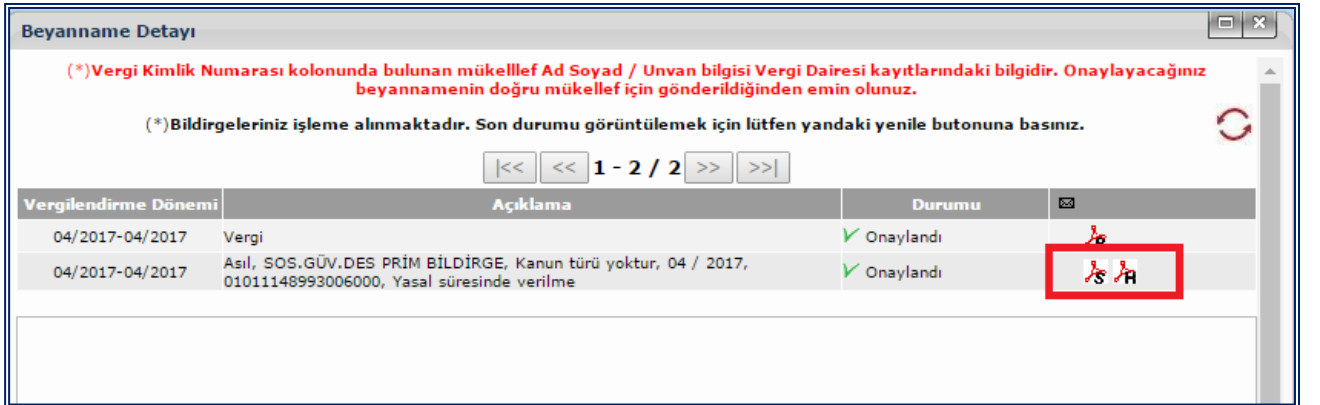 Beyanname Detayı
(*)Vergi Kimlik Numarası kolonunda bulunan mükelllef Ad Soyad / Unvan bilgisi Vergi Dairesi kayıtlarındaki bilgidir. Onaylayacağınız
beyannamenin doğru mükellef için gönderildiğinden emin olunuz.
(*)Bildirgeleriniz işleme alınmaktadır. Son durumu görüntülemek için lütfen yandaki yenile butonuna basınız.
|<< << 1 - 2 / 2 >> >>|
Vergilendirme Dönemi Açıklama Durumu
04/2017-04/2017 Vergi Onaylandı
04/2017-04/2017 Asıl, SOS.GÜV.DES PRİM BİLDİRGE, Kanun türü yoktur, 04 / 2017, Onaylandı S H
01011148993006000, Yasal süresinde verilme